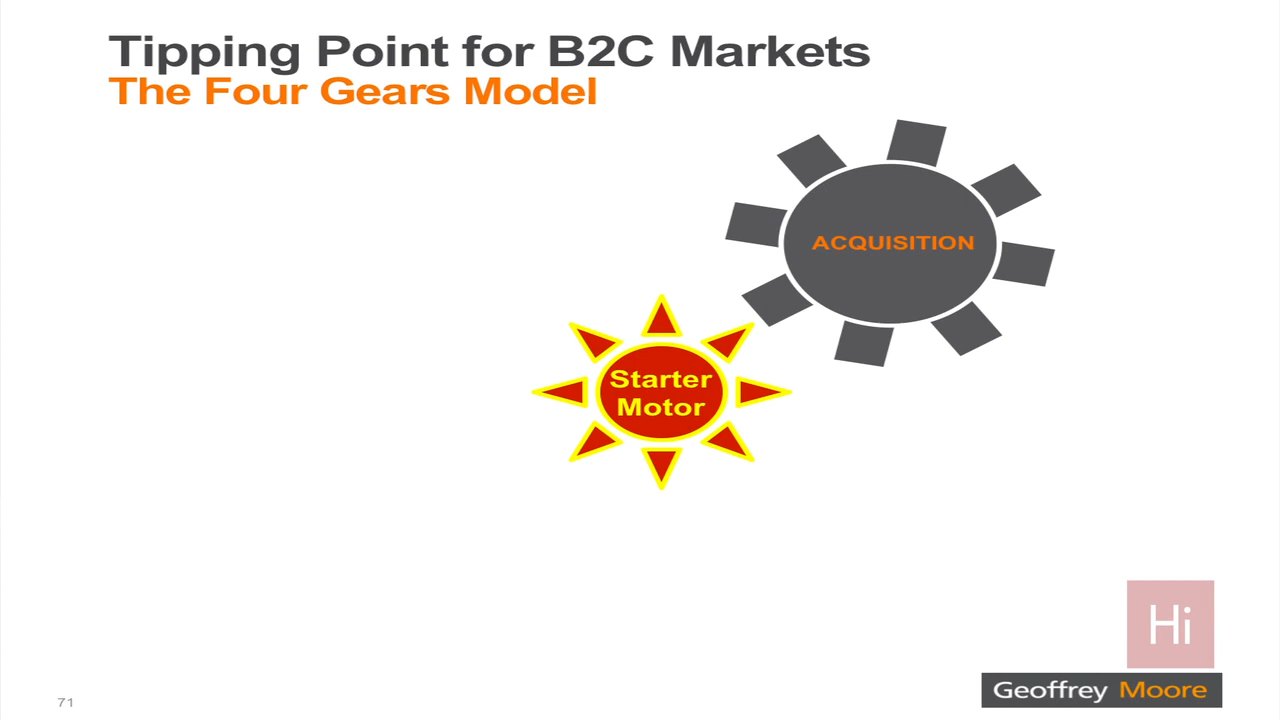 Tipping Point for B2C Markets
The Four Gears Model
ACQUISITION
Starter
Motor
Hi
Geoffrey Moore
71